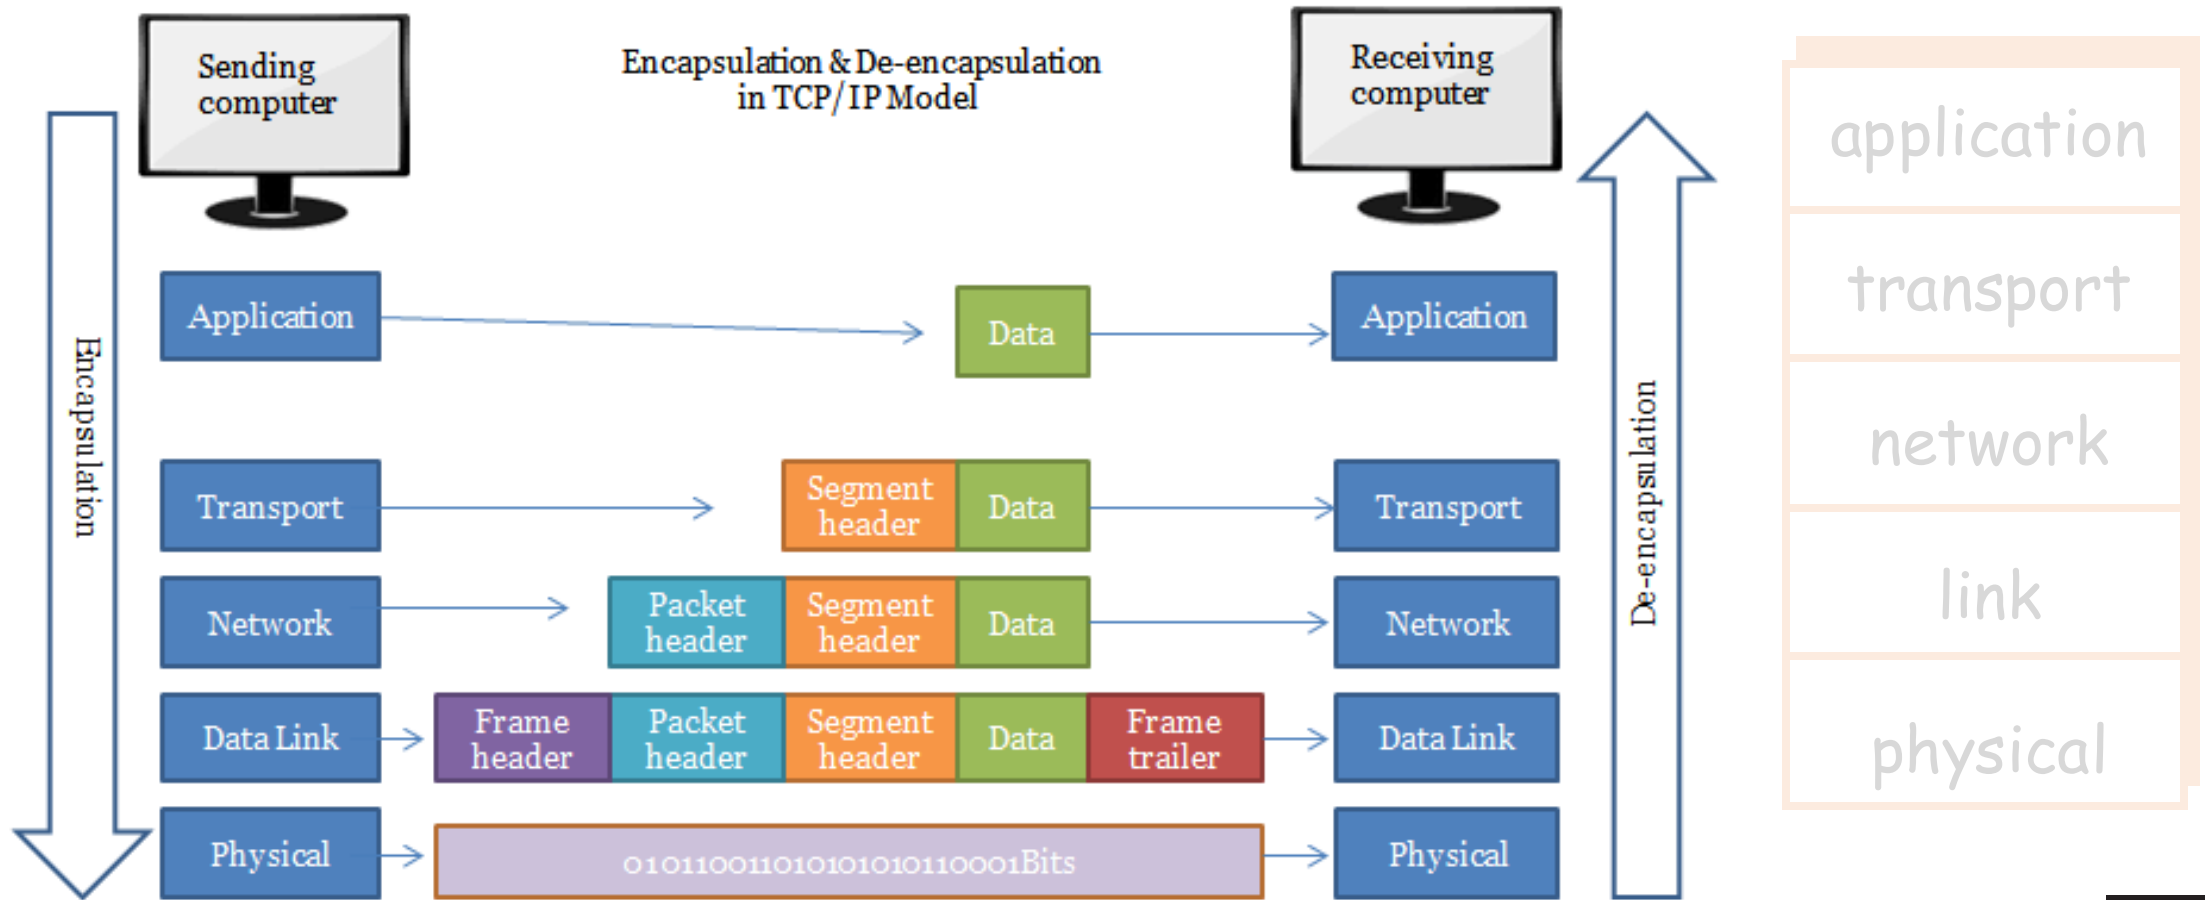 Sending
computer
Encapsulation & De-encapsulation
in TCP/IP Model
Receiving
computer
Encapsulation
Application
Data
Application
Transport
Segment
header
Data
Transport
Network
Packet
header
Segment
header
Data
Network
Data Link
Frame
header
Packet
header
Segment
header
Data
Frame
trailer
Data Link
Physical
010110011010101010110001Bits
Physical
De-encapsulation
application
transport
network
link
physical